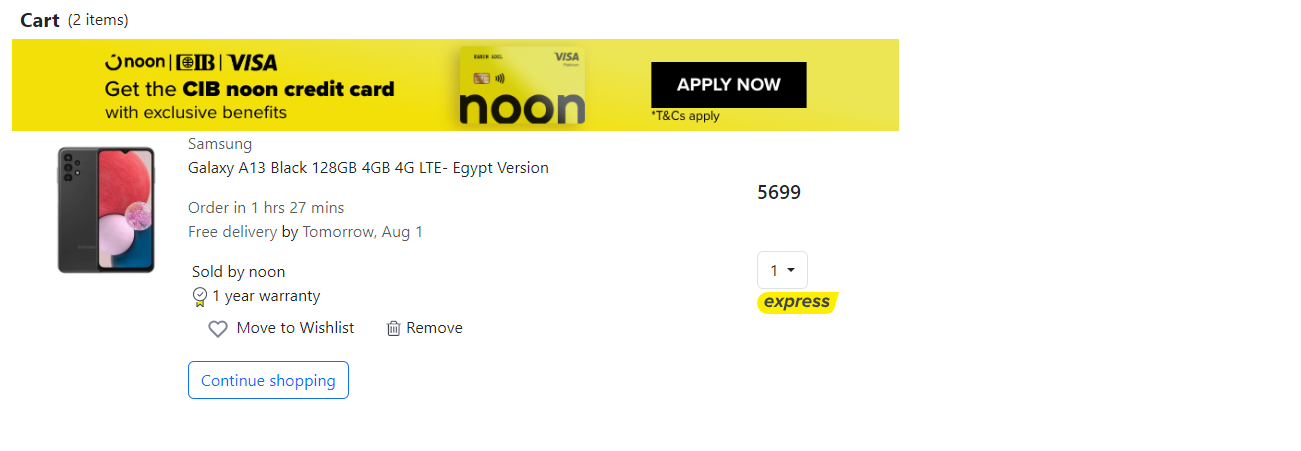 Cart (2 items)
noon | CIB | VISA
Get the CIB noon credit card
with exclusive benefits
KARIM ADEL
VISA
Platinum
noon
APPLY NOW
*T&Cs apply
Samsung
Galaxy A13 Black 128GB 4GB 4G LTE- Egypt Version
5699
Order in 1 hrs 27 mins
Free delivery by Tomorrow, Aug 1
Sold by noon
1
1 year warranty
express
Move to Wishlist
Remove
Continue shopping